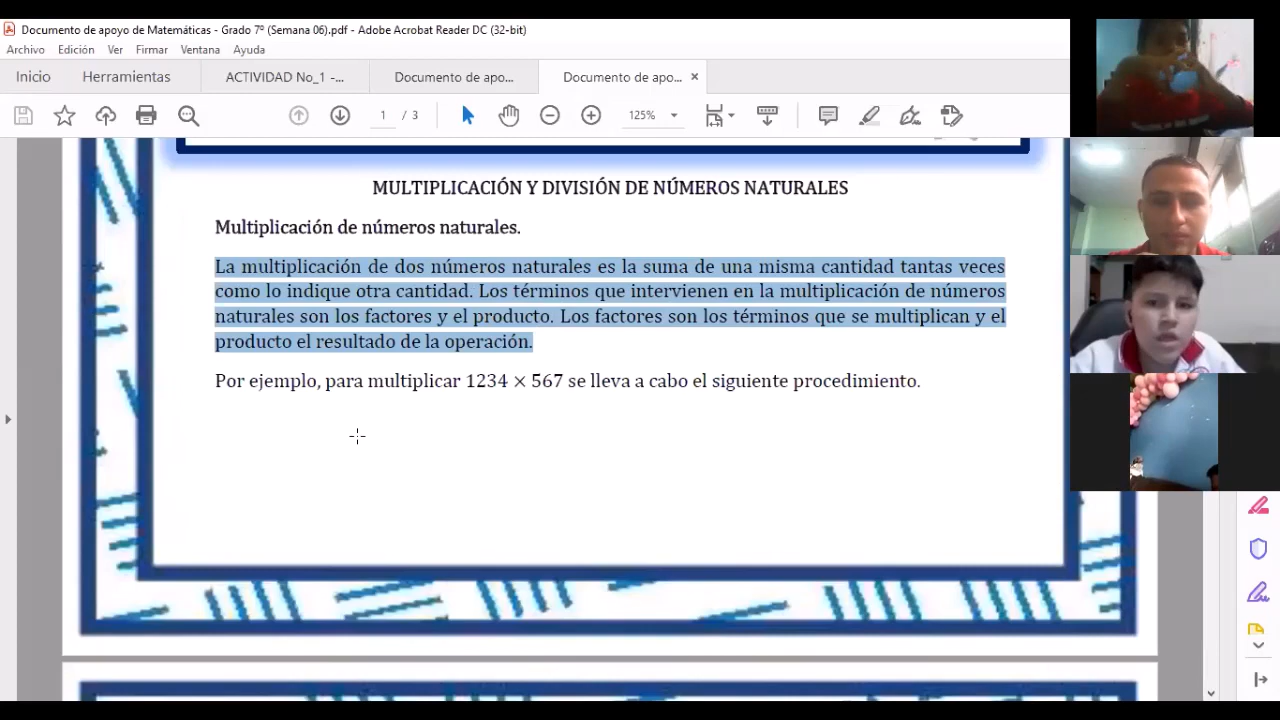 Documento de apoyo de Matemáticas - Grado 7º (Semana 06).pdf - Adobe Acrobat Reader DC (32-bit)
Archivo Edición Ver Firmar Ventana Ayuda
Inicio Herramientas ACTIVIDAD No_1 -... Documento de apo... Documento de apo... ×
1 / 3 125%
MULTIPLICACIÓN Y DIVISIÓN DE NÚMEROS NATURALES
Multiplicación de números naturales.
La multiplicación de dos números naturales es la suma de una misma cantidad tantas veces
como lo indique otra cantidad. Los términos que intervienen en la multiplicación de números
naturales son los factores y el producto. Los factores son los términos que se multiplican y el
producto el resultado de la operación.
Por ejemplo, para multiplicar 1234 × 567 se lleva a cabo el siguiente procedimiento.